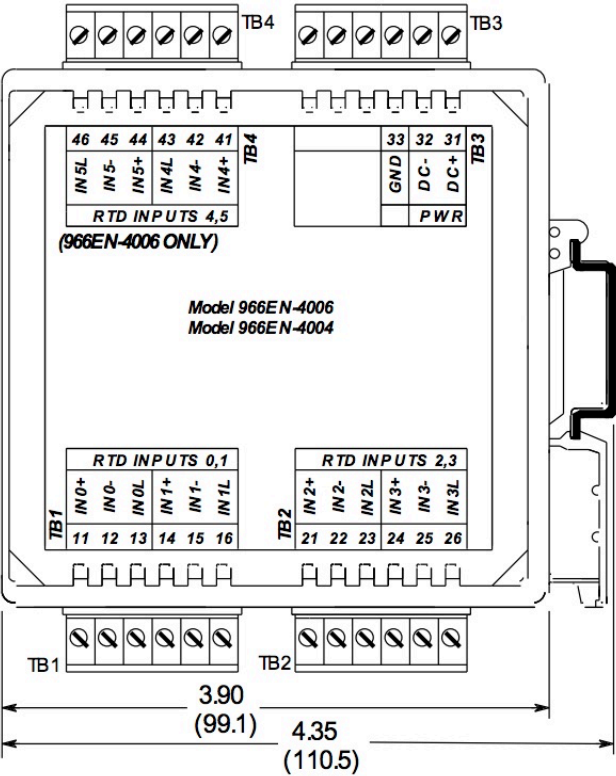 TB4
TB3
46 45 44 43 42 41
IN5L IN5- IN5+ IN4L IN4- IN4+
TB4
RTD INPUTS 4,5
(966EN-4006 ONLY)
33 32 31
GND DC- DC+
TB3
PWR
Model 966EN-4006
Model 966EN-4004
RTD INPUTS 0,1
IN0+ IN0- IN0L IN1+ IN1- IN1L
TB1
11 12 13 14 15 16
RTD INPUTS 2,3
IN2+ IN2- IN2L IN3+ IN3- IN3L
TB2
21 22 23 24 25 26
TB1
TB2
3.90
(99.1)
4.35
(110.5)